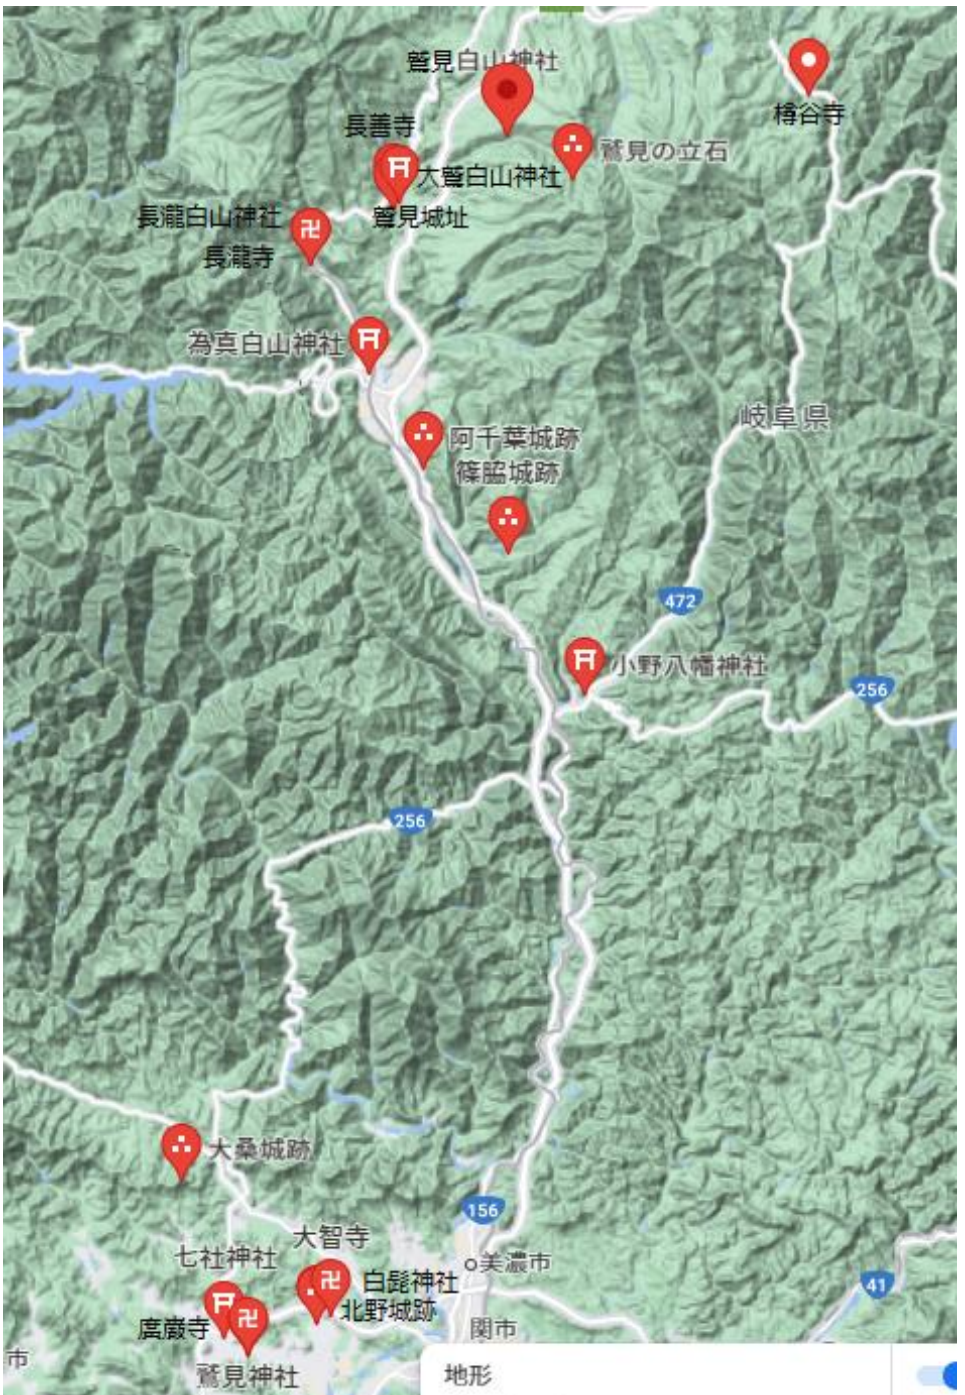 鷲見白山神社
樽谷寺
長善寺
鷲見の立石
大鷲白山神社
長瀧白山神社
鷲見城址
長瀧寺
為真白山神社
岐阜県
阿千葉城跡
篠脇城跡
472
小野八幡神社
256
256
大桑城跡
156
大智寺
七社神社
美濃市
白髭神社
41
北野城跡
廣巌寺
関市
市
鷲見神社
地形